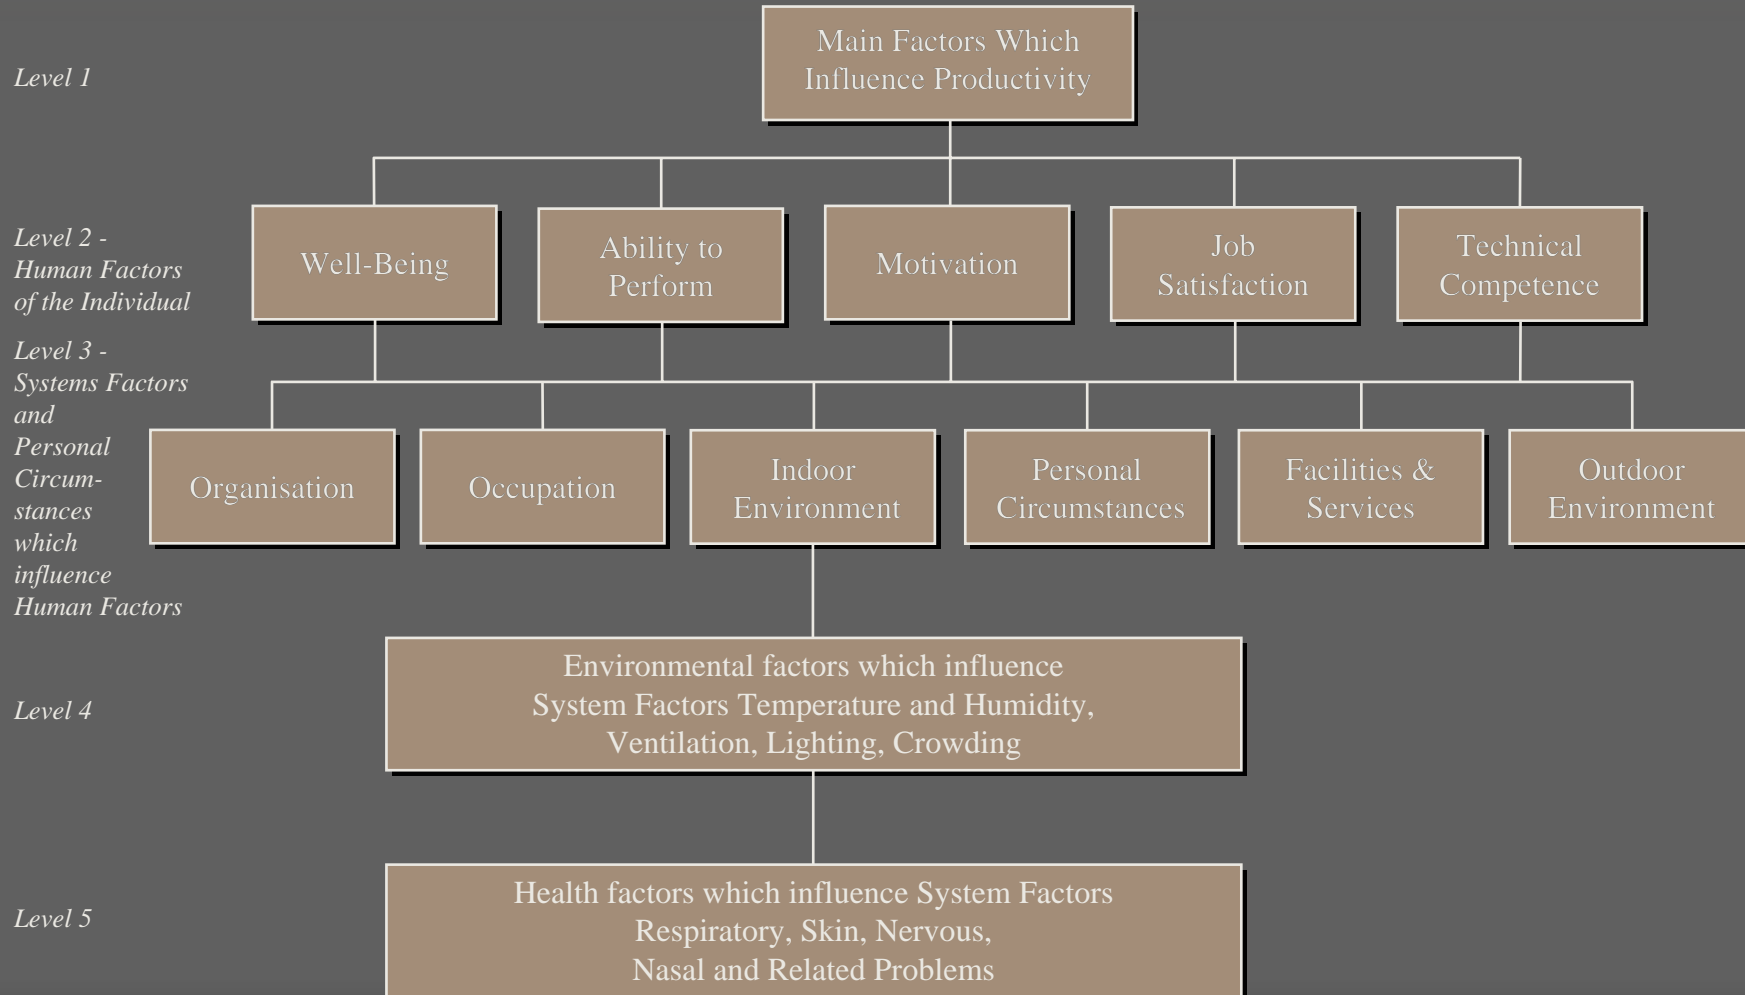 Main Factors Which
Influence Productivity
Level 1
Level 2 -
Human Factors
of the Individual
Well-Being
Ability to
Perform
Motivation
Job
Satisfaction
Technical
Competence
Level 3 -
Systems Factors
and
Personal
Circum-
stances
which
influence
Human Factors
Organisation
Occupation
Indoor
Environment
Personal
Circumstances
Facilities &
Services
Outdoor
Environment
Level 4
Environmental factors which influence
System Factors Temperature and Humidity,
Ventilation, Lighting, Crowding
Level 5
Health factors which influence System Factors
Respiratory, Skin, Nervous,
Nasal and Related Problems